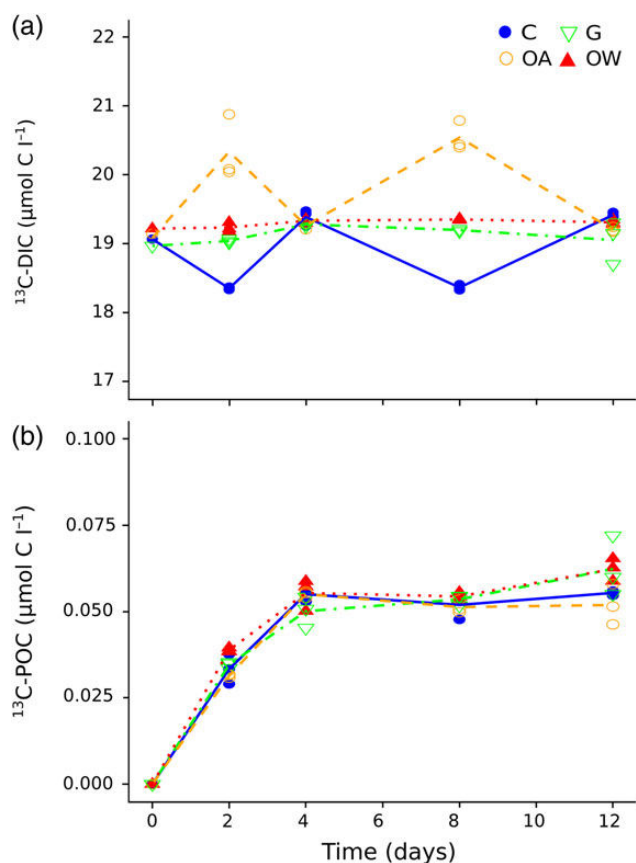 (a)
22
21
20
19
18
17
¹³C-DIC (µmol C l⁻¹)
C G
OA OW
(b)
0.100
0.075
0.050
0.025
0.000
¹³C-POC (µmol C l⁻¹)
0 2 4 6 8 10 12
Time (days)